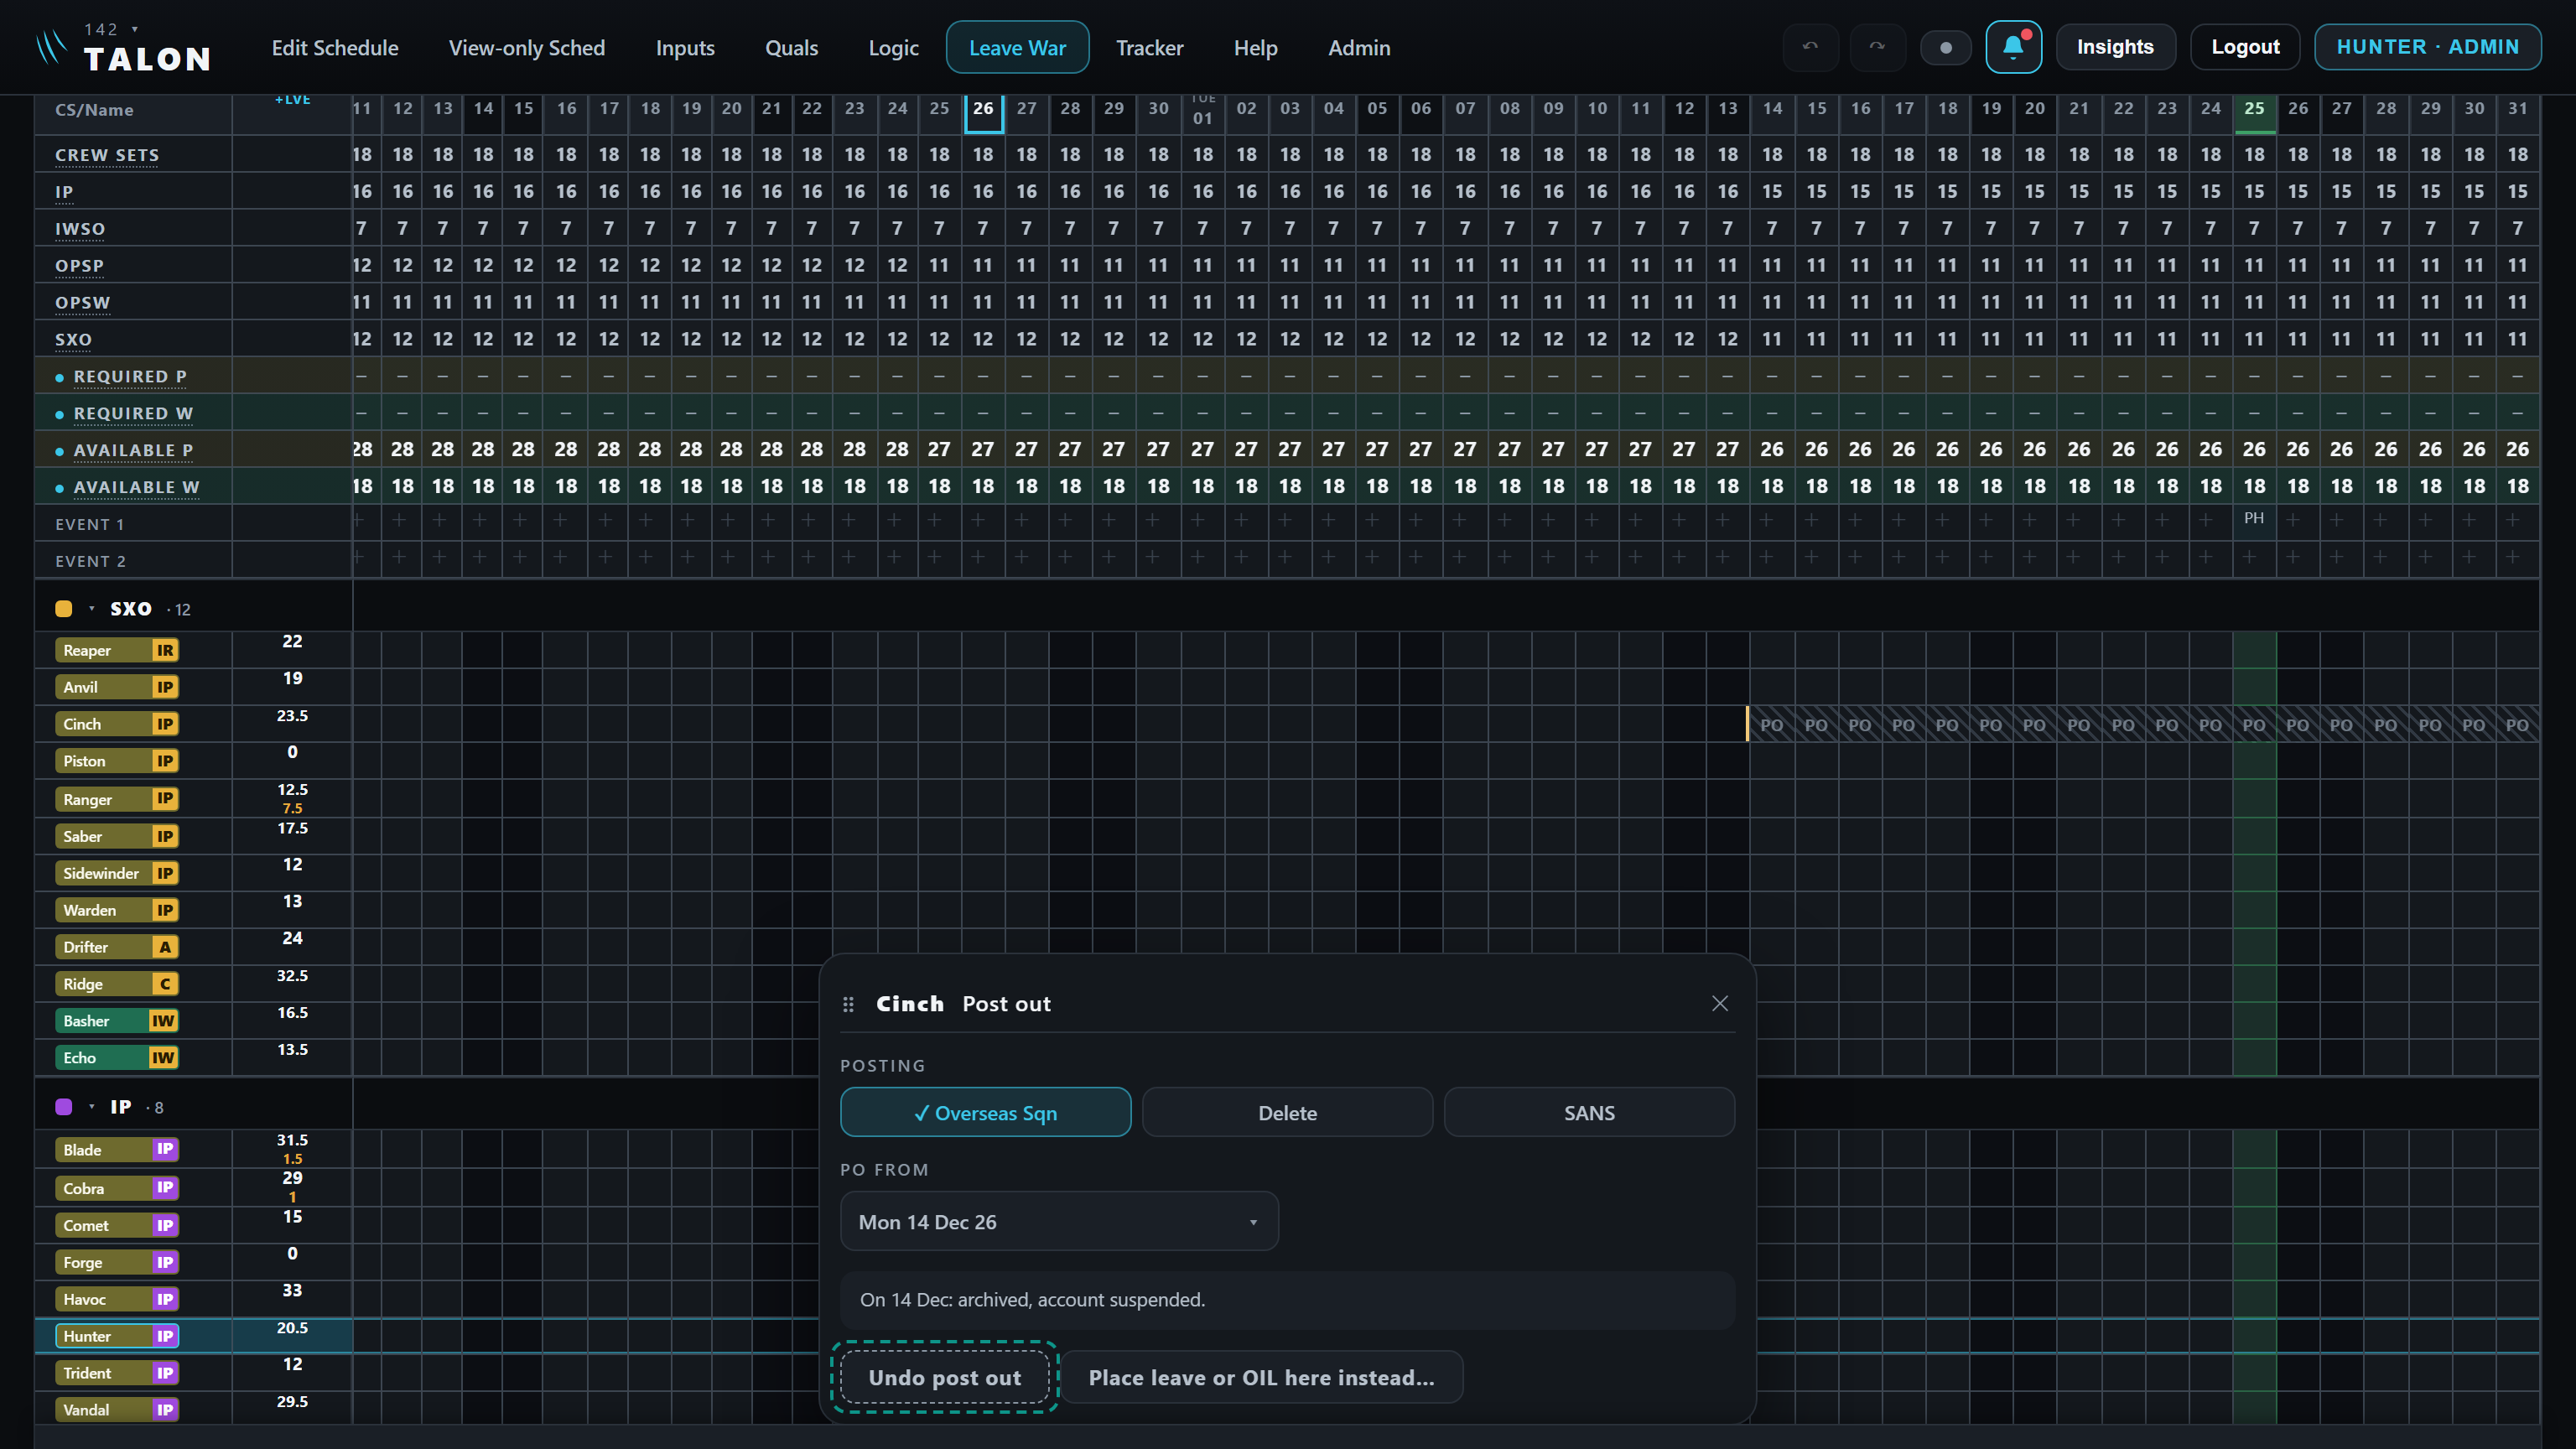 142 ▾
TALON
Edit Schedule View-only Sched Inputs Quals Logic Leave War Tracker Help Admin Insights Logout HUNTER · ADMIN
CS/Name +LVE 11 12 13 14 15 16 17 18 19 20 21 22 23 24 25 26 27 28 29 30 TUE 01 02 03 04 05 06 07 08 09 10 11 12 13 14 15 16 17 18 19 20 21 22 23 24 25 26 27 28 29 30 31
CREW SETS 18 18 18 18 18 18 18 18 18 18 18 18 18 18 18 18 18 18 18 18 18 18 18 18 18 18 18 18 18 18 18 18 18 18 18 18 18 18 18 18 18 18 18 18 18 18 18 18 18 18 18
IP 16 16 16 16 16 16 16 16 16 16 16 16 16 16 16 16 16 16 16 16 16 16 16 16 16 16 16 16 16 16 16 16 16 15 15 15 15 15 15 15 15 15 15 15 15 15 15 15 15 15 15
IWSO 7 7 7 7 7 7 7 7 7 7 7 7 7 7 7 7 7 7 7 7 7 7 7 7 7 7 7 7 7 7 7 7 7 7 7 7 7 7 7 7 7 7 7 7 7 7 7 7 7 7 7
OPSP 12 12 12 12 12 12 12 12 12 12 12 12 12 12 11 11 11 11 11 11 11 11 11 11 11 11 11 11 11 11 11 11 11 11 11 11 11 11 11 11 11 11 11 11 11 11 11 11 11 11 11
OPSW 11 11 11 11 11 11 11 11 11 11 11 11 11 11 11 11 11 11 11 11 11 11 11 11 11 11 11 11 11 11 11 11 11 11 11 11 11 11 11 11 11 11 11 11 11 11 11 11 11 11 11
SXO 12 12 12 12 12 12 12 12 12 12 12 12 12 12 12 12 12 12 12 12 12 12 12 12 12 12 12 12 12 12 12 12 12 11 11 11 11 11 11 11 11 11 11 11 11 11 11 11 11 11 11
REQUIRED P – – – – – – – – – – – – – – – – – – – – – – – – – – – – – – – – – – – – – – – – – – – – – – – – – – –
REQUIRED W – – – – – – – – – – – – – – – – – – – – – – – – – – – – – – – – – – – – – – – – – – – – – – – – – – –
AVAILABLE P 28 28 28 28 28 28 28 28 28 28 28 28 28 28 27 27 27 27 27 27 27 27 27 27 27 27 27 27 27 27 27 27 27 26 26 26 26 26 26 26 26 26 26 26 26 26 26 26 26 26 26
AVAILABLE W 18 18 18 18 18 18 18 18 18 18 18 18 18 18 18 18 18 18 18 18 18 18 18 18 18 18 18 18 18 18 18 18 18 18 18 18 18 18 18 18 18 18 18 18 18 18 18 18 18 18 18
EVENT 1 + + + + + + + + + + + + + + + + + + + + + + + + + + + + + + + + + + + + + + + + + + + + PH + + + + + +
EVENT 2 + + + + + + + + + + + + + + + + + + + + + + + + + + + + + + + + + + + + + + + + + + + + + + + + + + +
▾ SXO · 12
Reaper IR 22
Anvil IP 19
Cinch IP 23.5 PO PO PO PO PO PO PO PO PO PO PO PO PO PO PO PO PO PO
Piston IP 0
Ranger IP 12.5
7.5
Saber IP 17.5
Sidewinder IP 12
Warden IP 13
Drifter A 24
Ridge C 32.5
Basher IW 16.5
Echo IW 13.5
▾ IP · 8
Blade IP 31.5
1.5
Cobra IP 29
1
Comet IP 15
Forge IP 0
Havoc IP 33
Hunter IP 20.5
Trident IP 12
Vandal IP 29.5
Cinch Post out
POSTING
✓ Overseas Sqn Delete SANS
PO FROM
Mon 14 Dec 26 ▾
On 14 Dec: archived, account suspended.
Undo post out Place leave or OIL here instead...